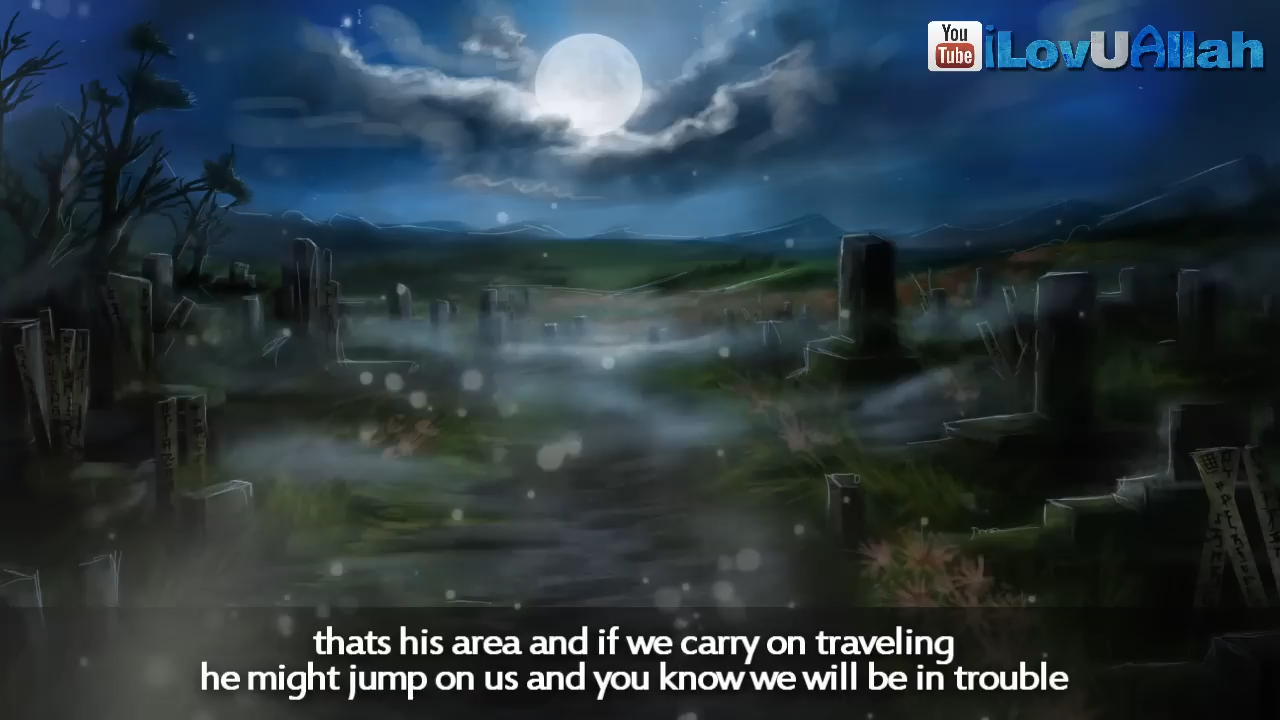 You
Tube
iLovUAllah
thats his area and if we carry on traveling
he might jump on us and you know we will be in trouble